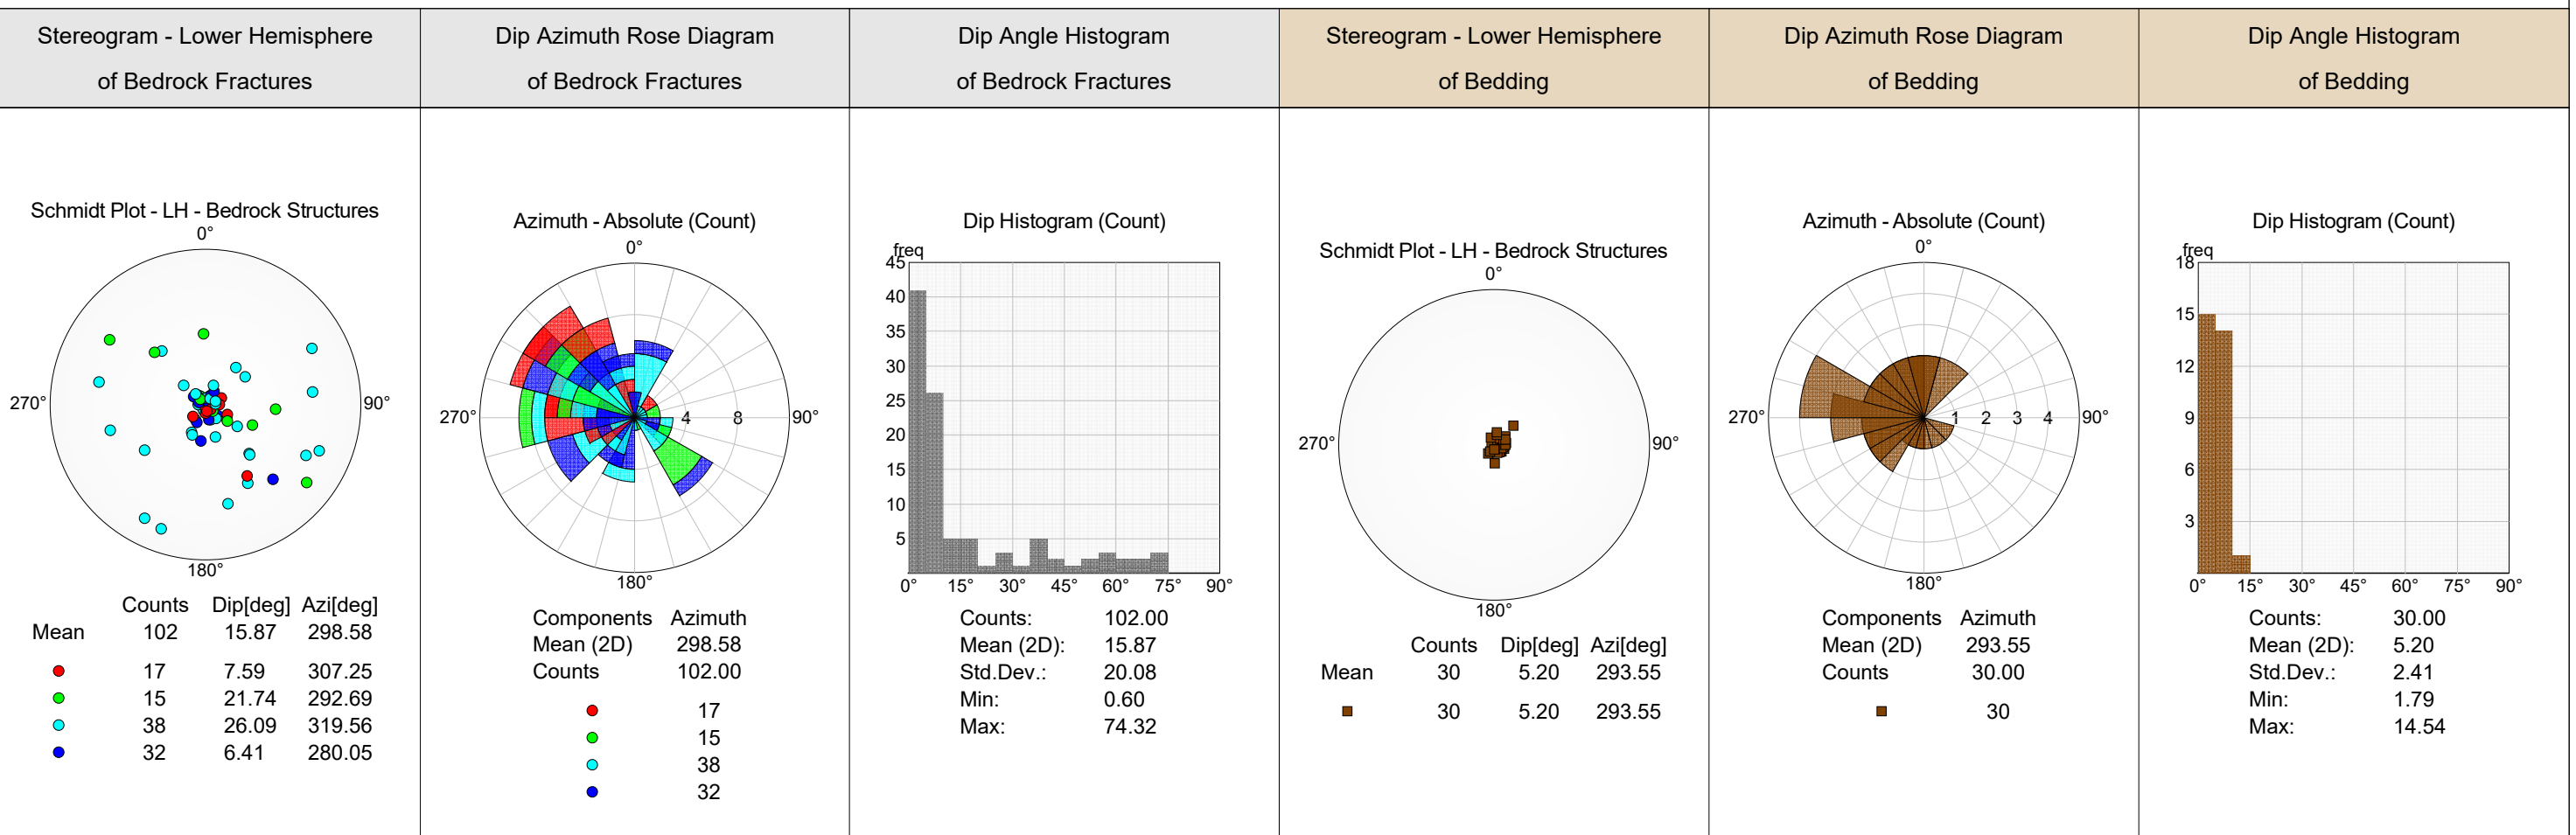 Stereogram - Lower Hemisphere
of Bedrock Fractures
Dip Azimuth Rose Diagram
of Bedrock Fractures
Dip Angle Histogram
of Bedrock Fractures
Stereogram - Lower Hemisphere
of Bedding
Dip Azimuth Rose Diagram
of Bedding
Dip Angle Histogram
of Bedding
Schmidt Plot - LH - Bedrock Structures
0°
270°
90°
180°
Counts Dip[deg] Azi[deg]
Mean 102 15.87 298.58
17 7.59 307.25
15 21.74 292.69
38 26.09 319.56
32 6.41 280.05
Azimuth - Absolute (Count)
0°
270°
4 8 90°
180°
Components Azimuth
Mean (2D) 298.58
Counts 102.00
17
15
38
32
Dip Histogram (Count)
freq
45
40
35
30
25
20
15
10
5
0° 15° 30° 45° 60° 75° 90°
Counts: 102.00
Mean (2D): 15.87
Std.Dev.: 20.08
Min: 0.60
Max: 74.32
Schmidt Plot - LH - Bedrock Structures
0°
270°
90°
180°
Counts Dip[deg] Azi[deg]
Mean 30 5.20 293.55
30 5.20 293.55
Azimuth - Absolute (Count)
0°
270°
1 2 3 4 90°
180°
Components Azimuth
Mean (2D) 293.55
Counts 30.00
30
Dip Histogram (Count)
freq
18
15
12
9
6
3
0° 15° 30° 45° 60° 75° 90°
Counts: 30.00
Mean (2D): 5.20
Std.Dev.: 2.41
Min: 1.79
Max: 14.54